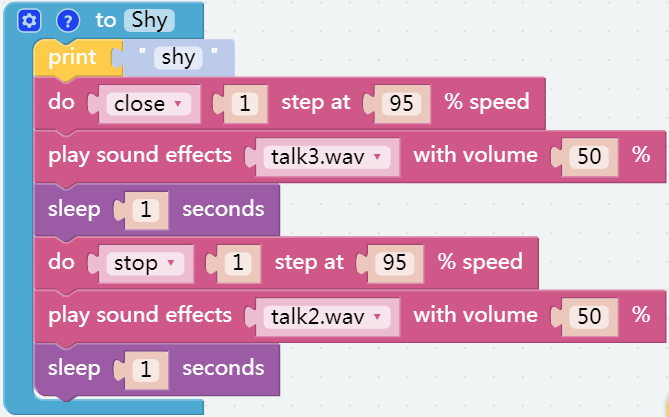 ? to Shy
print " shy "
do close 1 step at 95 % speed
play sound effects talk3.wav with volume 50 %
sleep 1 seconds
do stop 1 step at 95 % speed
play sound effects talk2.wav with volume 50 %
sleep 1 seconds